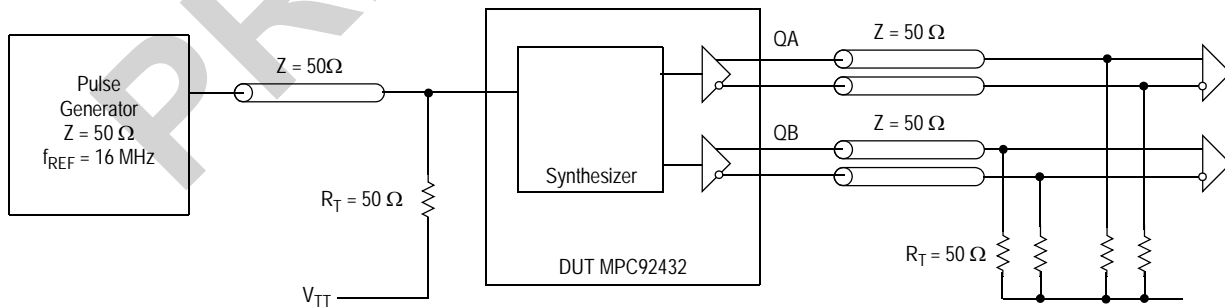 PR
Pulse
Generator
Z = 50 Ω
fREF = 16 MHz
Z = 50Ω
RT = 50 Ω
VTT
Synthesizer
DUT MPC92432
QA
Z = 50 Ω
QB
Z = 50 Ω
RT = 50 Ω